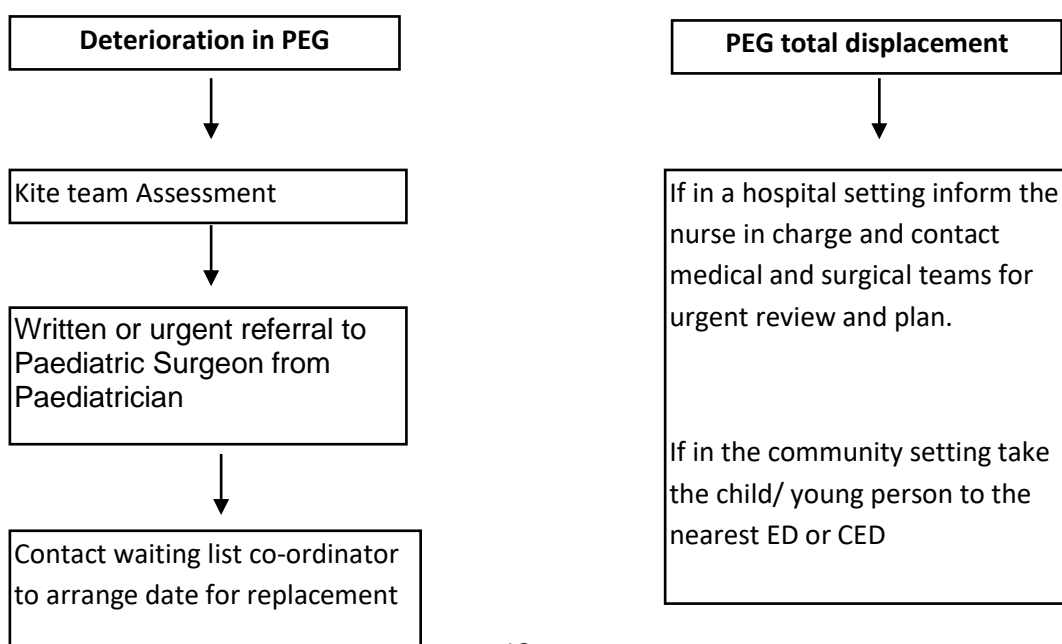 Deterioration in PEG
Kite team Assessment
Written or urgent referral to
Paediatric Surgeon from
Paediatrician
Contact waiting list co-ordinator
to arrange date for replacement
PEG total displacement
If in a hospital setting inform the
nurse in charge and contact
medical and surgical teams for
urgent review and plan.
If in the community setting take
the child/ young person to the
nearest ED or CED